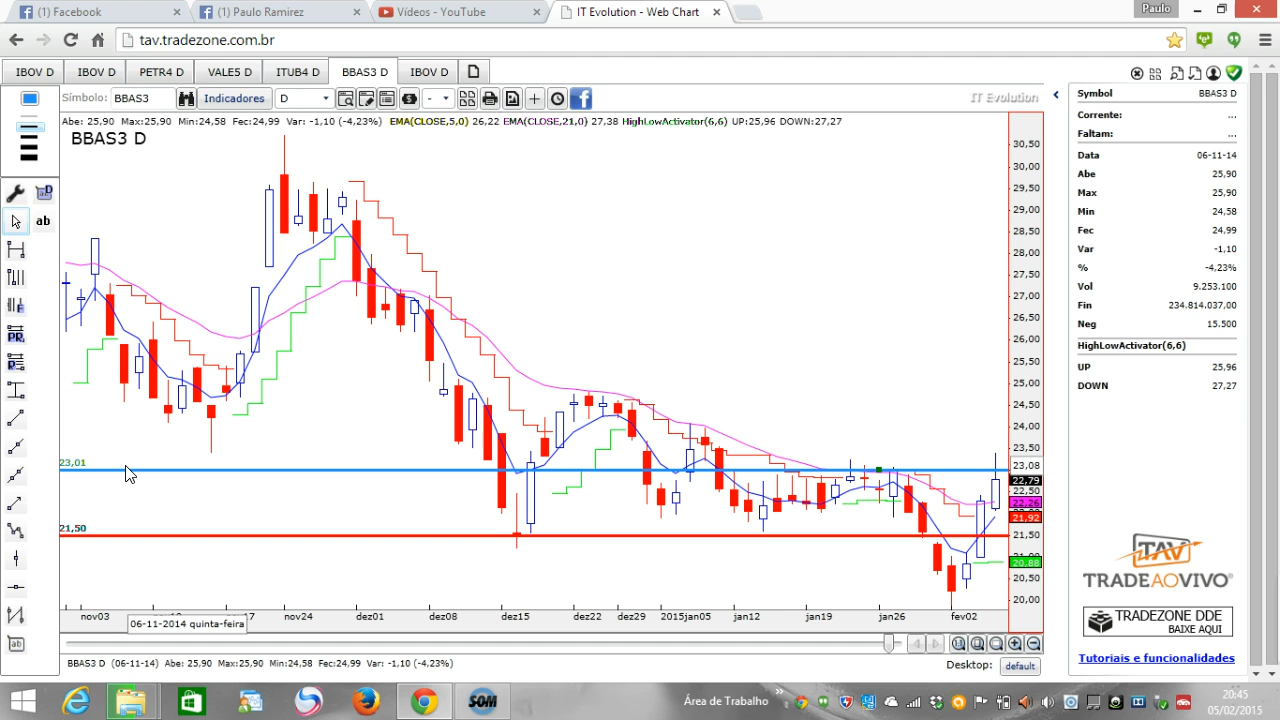 (1) Facebook
(1) Paulo Ramirez
Vídeos - YouTube
IT Evolution - Web Chart
Paulo
tav.tradezone.com.br
IBOV D
IBOV D
PETR4 D
VALE5 D
ITUB4 D
BBAS3 D
IBOV D
Símbolo: BBAS3
Indicadores
D
-
IT Evolution
Abe: 25,90 Max:25,90 Min:24,58 Fec:24,99 Var: -1,10 (-4,23%) EMA(CLOSE,5,0) 26,22 EMA(CLOSE,21,0) 27,38 HighLowActivator(6,6) UP:25,96 DOWN:27,27
BBAS3 D
ab
PR
30,50
30,00
29,50
29,00
28,50
28,00
27,50
27,00
26,50
26,00
25,50
25,00
24,50
24,00
23,50
23,08
22,79
22,50
22,26
21,92
21,50
20,88
20,50
20,00
23,01
21,50
nov03
nov24
dez01
dez08
dez15
dez22
dez29
2015jan05
jan12
jan19
jan26
fev02
06-11-2014 quinta-feira
BBAS3 D (06-11-14) Abe: 25,90 Max:25,90 Min:24,58 Fec:24,99 Var: -1,10 (-4,23%)
Desktop: default
Symbol BBAS3 D
Corrente: ...
Faltam: ...
Data 06-11-14
Abe 25,90
Max 25,90
Min 24,58
Fec 24,99
Var -1,10
% -4,23%
Vol 9.253.100
Fin 234.814.037,00
Neg 15.500
HighLowActivator(6,6)
UP 25,96
DOWN 27,27
TAV
TRADEAOVIVO
TRADEZONE DDE
BAIXE AQUI
Tutoriais e funcionalidades
SOM
Área de Trabalho
20:45
05/02/2015